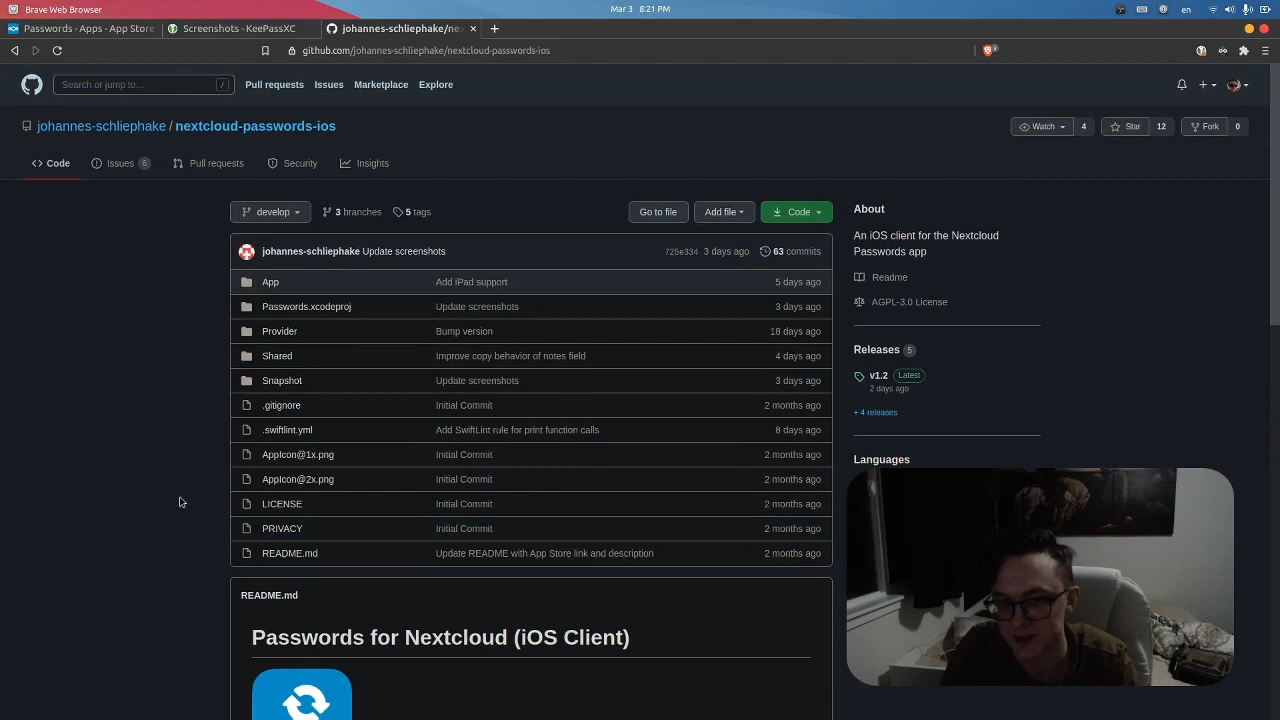 Brave Web Browser
Mar 3 8:21 PM
en
Passwords - Apps - App Store
Screenshots - KeePassXC
johannes-schliephake/ne
github.com/johannes-schliephake/nextcloud-passwords-ios
Search or jump to…
/
Pull requests
Issues
Marketplace
Explore
johannes-schliephake / nextcloud-passwords-ios
Watch 4
Star 12
Fork 0
Code
Issues 6
Pull requests
Security
Insights
develop
3 branches
5 tags
Go to file
Add file
Code
johannes-schliephake Update screenshots 725e334 3 days ago 63 commits
App Add iPad support 5 days ago
Passwords.xcodeproj Update screenshots 3 days ago
Provider Bump version 18 days ago
Shared Improve copy behavior of notes field 4 days ago
Snapshot Update screenshots 3 days ago
.gitignore Initial Commit 2 months ago
.swiftlint.yml Add SwiftLint rule for print function calls 8 days ago
AppIcon@1x.png Initial Commit 2 months ago
AppIcon@2x.png Initial Commit 2 months ago
LICENSE Initial Commit 2 months ago
PRIVACY Initial Commit 2 months ago
README.md Update README with App Store link and description 2 months ago
README.md
Passwords for Nextcloud (iOS Client)
About
An iOS client for the Nextcloud
Passwords app
Readme
AGPL-3.0 License
Releases 5
v1.2 Latest
2 days ago
+ 4 releases
Languages